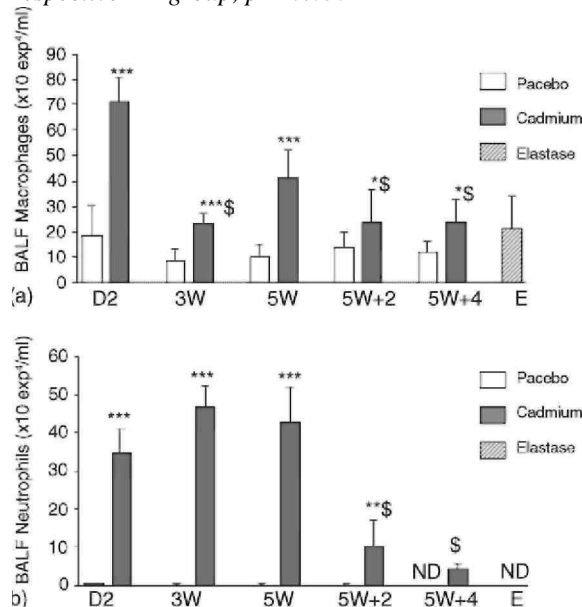 respective … group, p
BALF Macrophages (x10 exp⁴/ml)
90
80
70
60
50
40
30
20
10
0
***
***$
***
*$
*$
Pacebo
Cadmium
Elastase
(a)
D2 3W 5W 5W+2 5W+4 E
BALF Neutrophils (x10 exp⁴/ml)
60
50
40
30
20
10
0
***
***
***
**$
$
ND
ND
Pacebo
Cadmium
Elastase
b)
D2 3W 5W 5W+2 5W+4 E